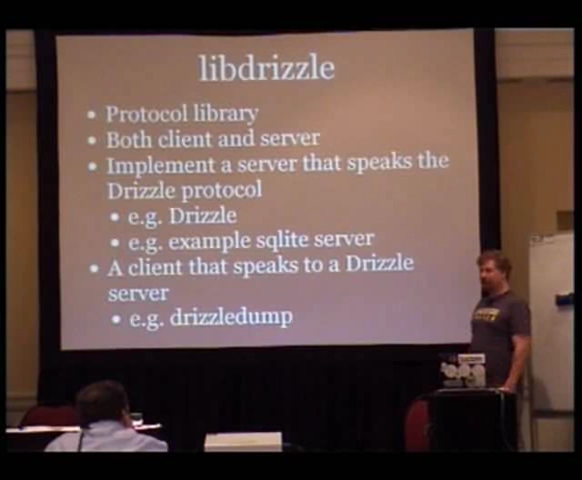 libdrizzle
• Protocol library
• Both client and server
• Implement a server that speaks the
Drizzle protocol
• e.g. Drizzle
• e.g. example sqlite server
• A client that speaks to a Drizzle
server
• e.g. drizzledump